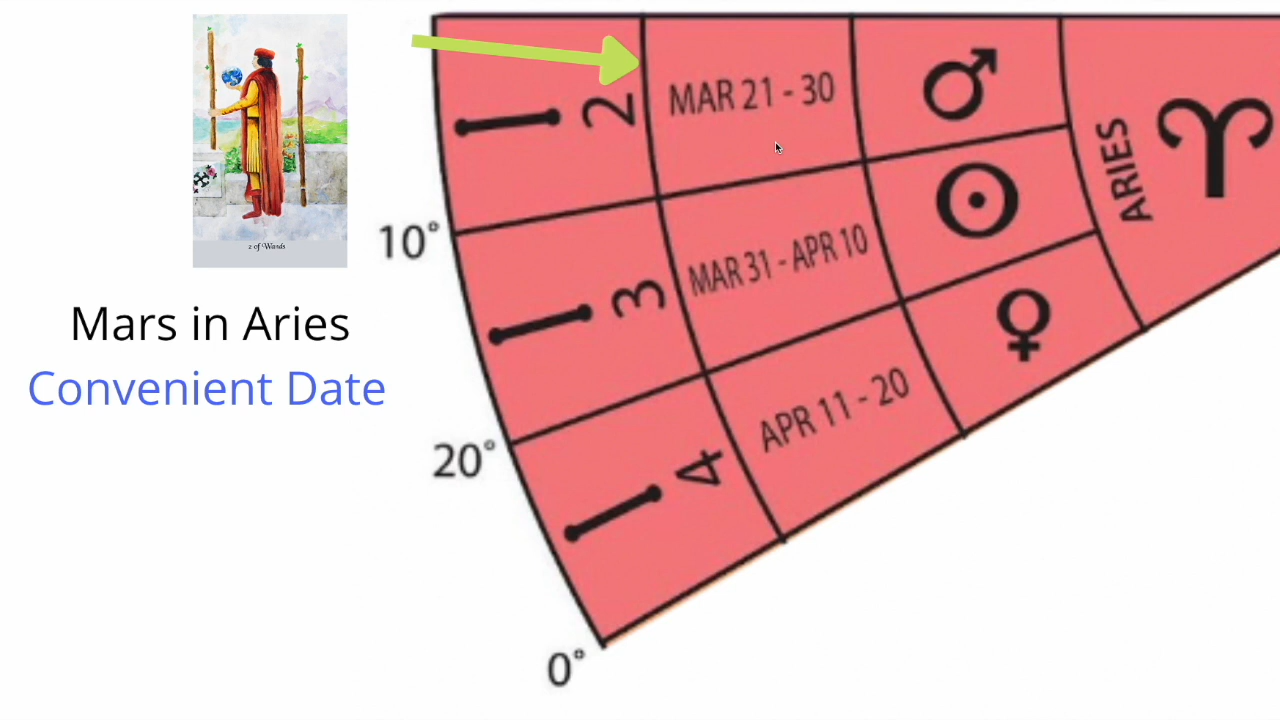 2 of Wands
Mars in Aries
Convenient Date
2
MAR 21 - 30
♂
ARIES
♈
10°
3
MAR 31 - APR 10
☉
20°
4
APR 11 - 20
♀
0°